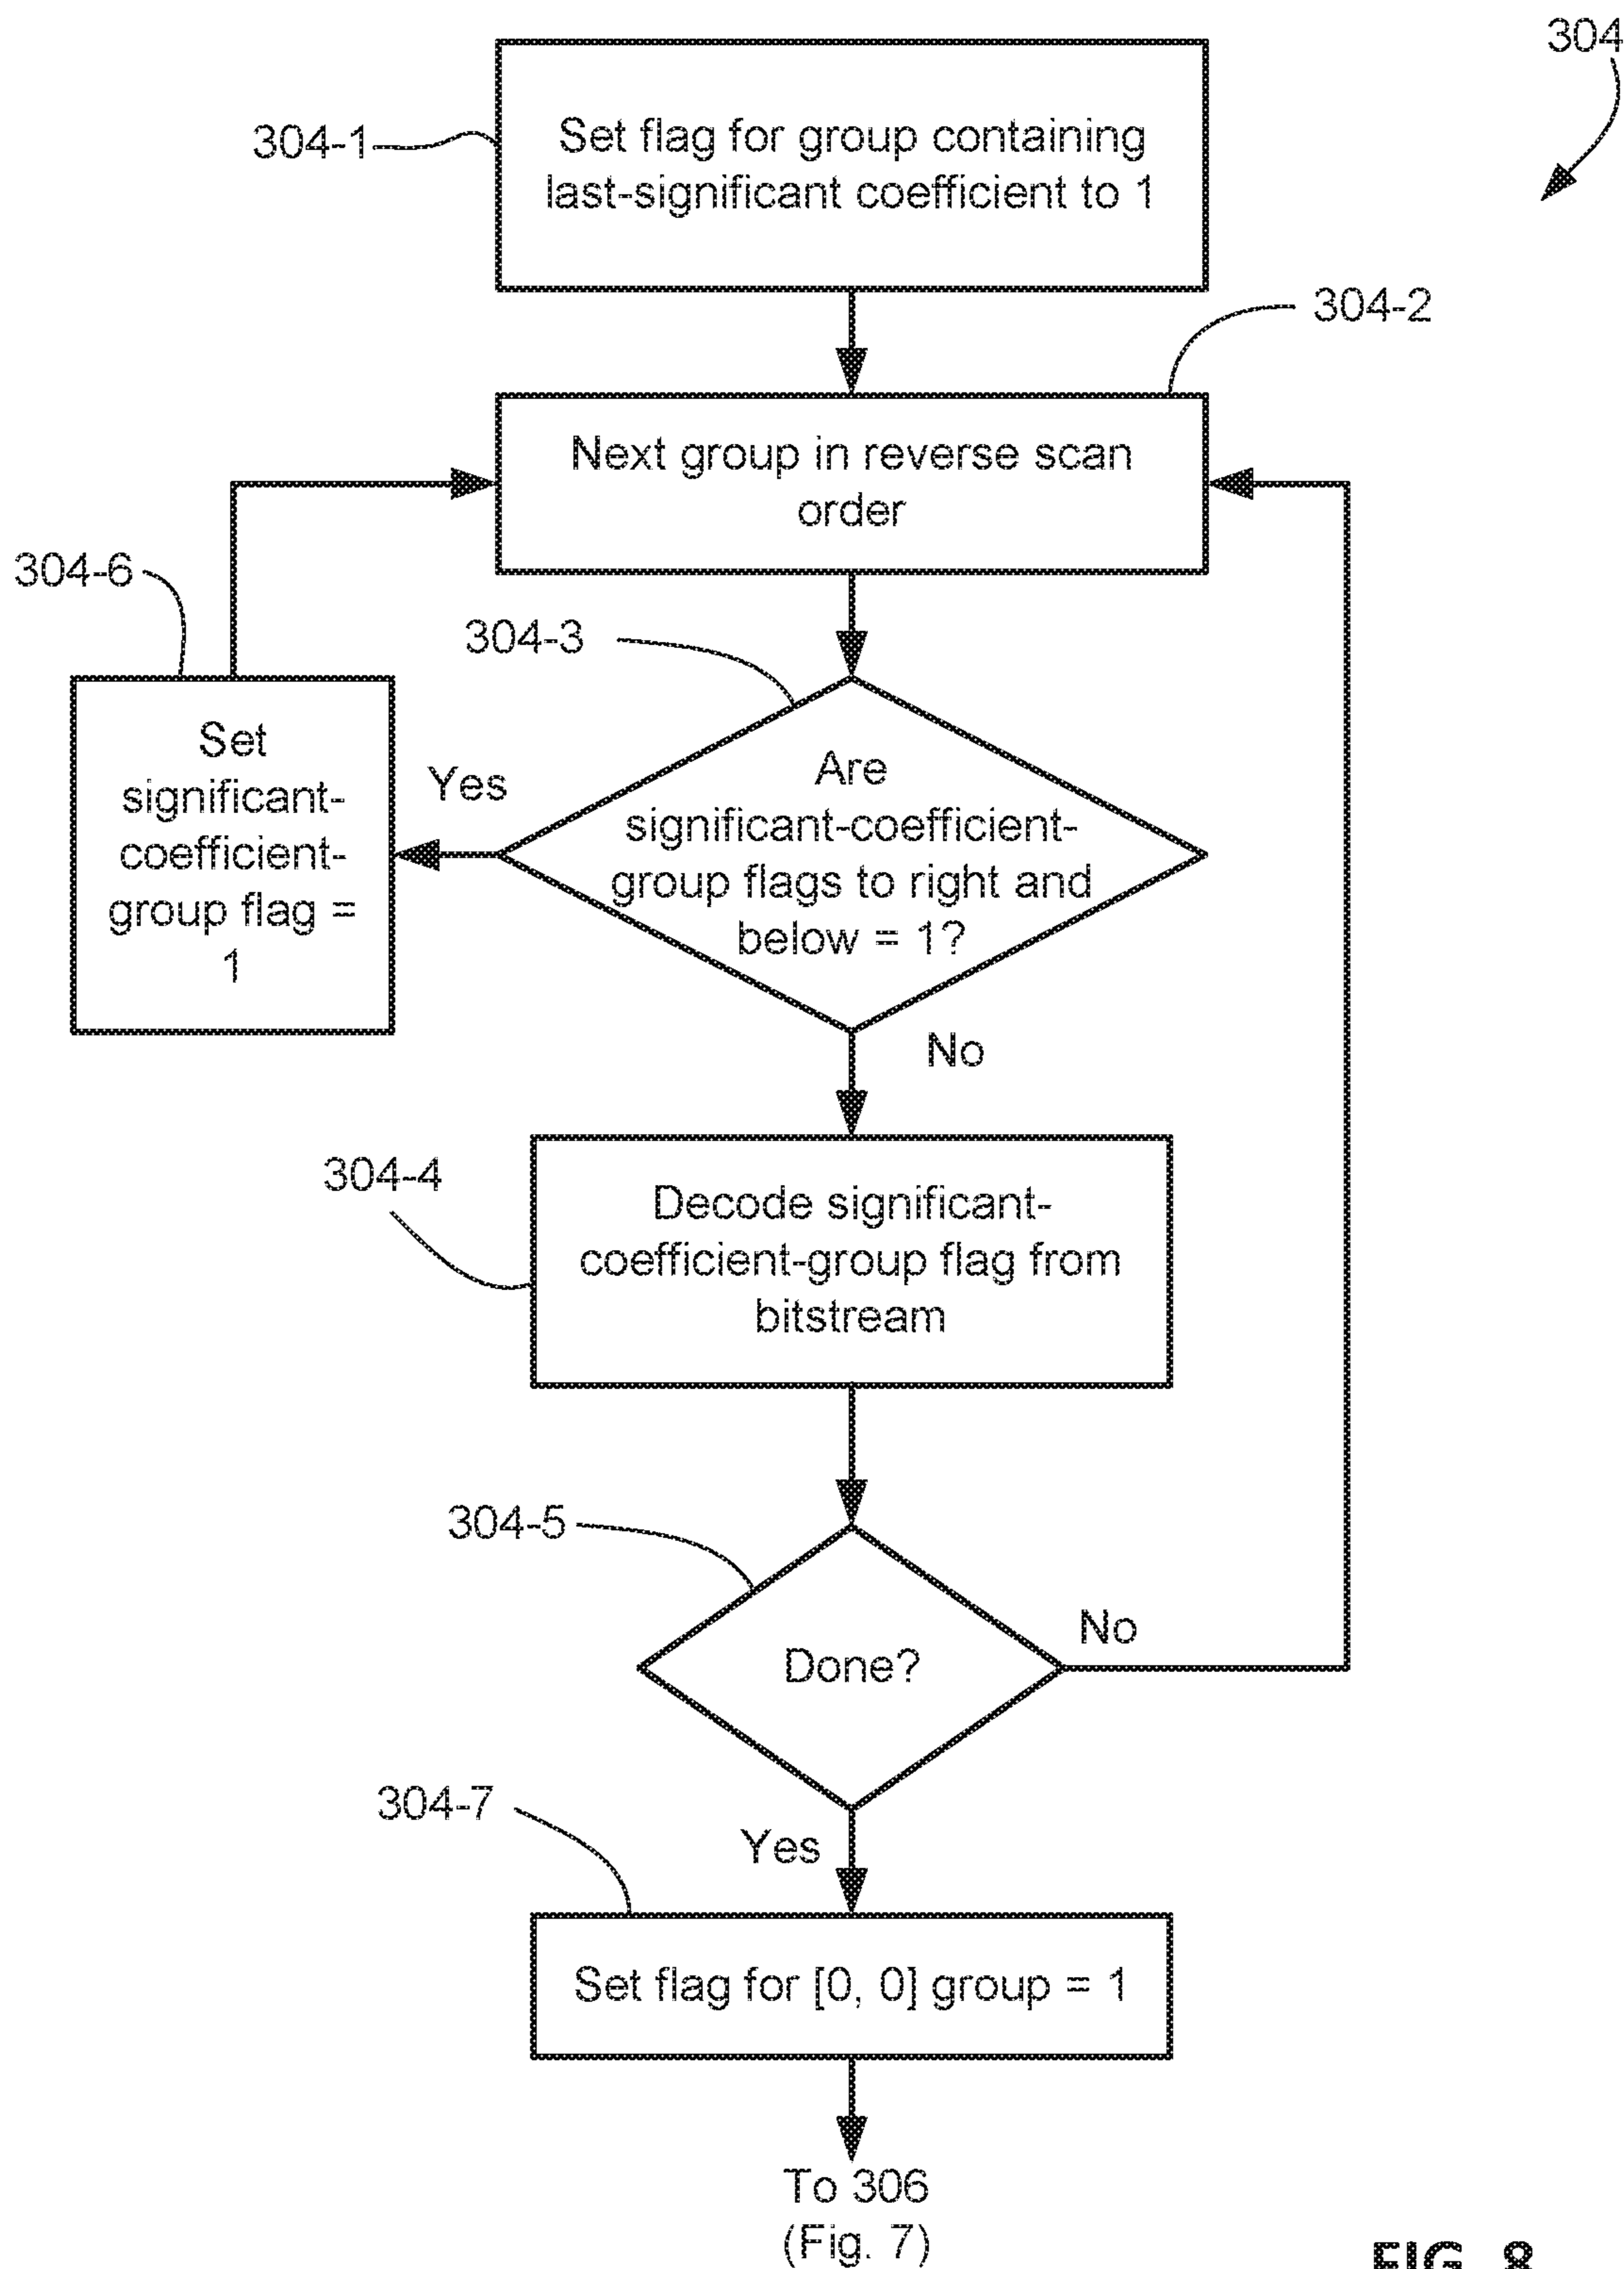 304
304-1
Set flag for group containing
last-significant coefficient to 1
304-2
Next group in reverse scan
order
304-6
304-3
Set
significant-
coefficient-
group flag =
1
Yes
Are
significant-coefficient-
group flags to right and
below = 1?
No
304-4
Decode significant-
coefficient-group flag from
bitstream
304-5
Done?
No
304-7
Yes
Set flag for [0, 0] group = 1
To 306
(Fig. 7)
FIG. 8